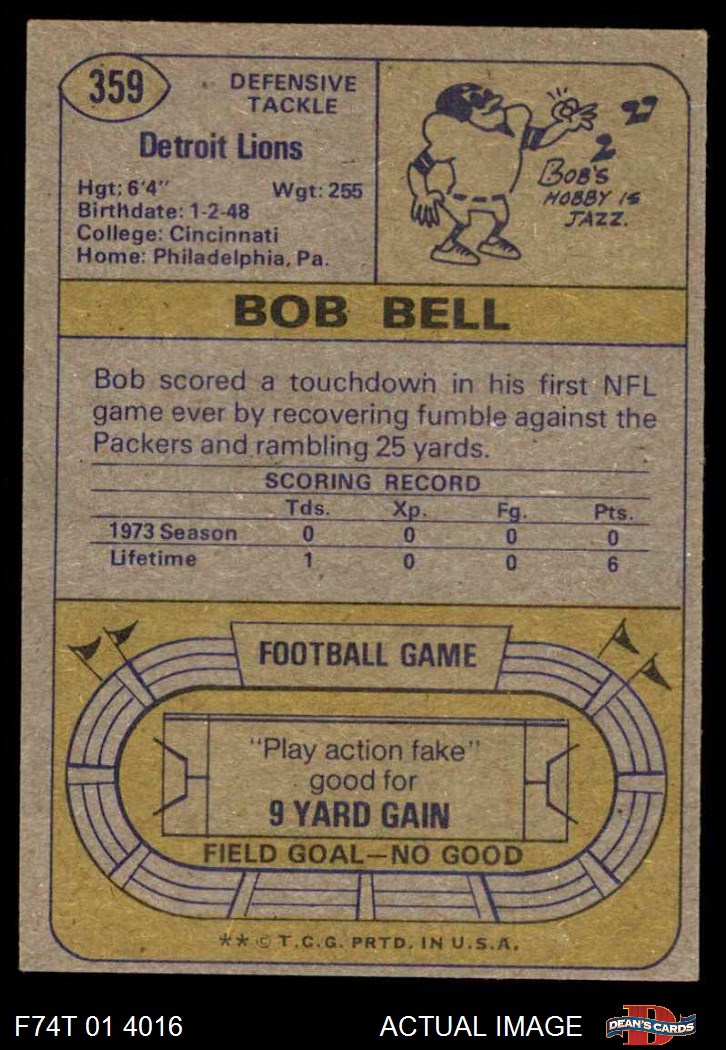 359
DEFENSIVE
TACKLE
Detroit Lions
Hgt: 6'4" Wgt: 255
Birthdate: 1-2-48
College: Cincinnati
Home: Philadelphia, Pa.
BOB'S
HOBBY IS
JAZZ.
BOB BELL
Bob scored a touchdown in his first NFL
game ever by recovering fumble against the
Packers and rambling 25 yards.
SCORING RECORD
Tds. Xp. Fg. Pts.
1973 Season 0 0 0 0
Lifetime 1 0 0 6
FOOTBALL GAME
"Play action fake"
good for
9 YARD GAIN
FIELD GOAL—NO GOOD
** © T.C.G. PRTD. IN U.S.A.
F74T 01 4016 ACTUAL IMAGE
D
DEAN'S CARDS